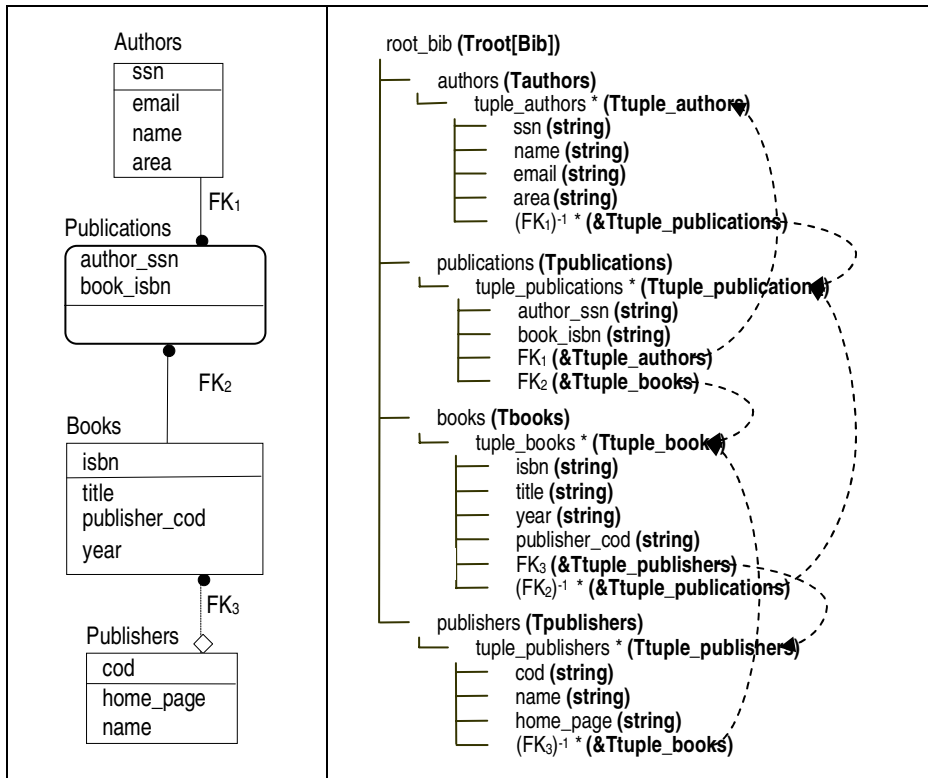 Authors
ssn
email
name
area
FK₁
Publications
author_ssn
book_isbn
FK₂
Books
isbn
title
publisher_cod
year
FK₃
Publishers
cod
home_page
name
root_bib (Troot[Bib])
authors (Tauthors)
tuple_authors * (Ttuple_authors)
ssn (string)
name (string)
email (string)
area (string)
(FK₁)⁻¹ * (&Ttuple_publications)
publications (Tpublications)
tuple_publications * (Ttuple_publications)
author_ssn (string)
book_isbn (string)
FK₁ (&Ttuple_authors)
FK₂ (&Ttuple_books)
books (Tbooks)
tuple_books * (Ttuple_books)
isbn (string)
title (string)
year (string)
publisher_cod (string)
FK₃ (&Ttuple_publishers)
(FK₂)⁻¹ * (&Ttuple_publications)
publishers (Tpublishers)
tuple_publishers * (Ttuple_publishers)
cod (string)
name (string)
home_page (string)
(FK₃)⁻¹ * (&Ttuple_books)